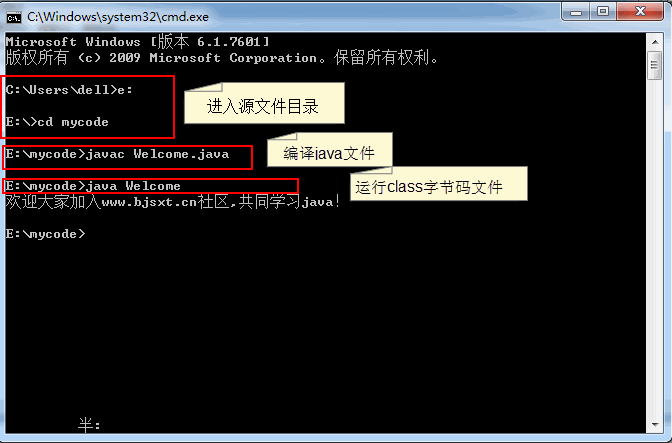 C:\Windows\system32\cmd.exe
Microsoft Windows [版本 6.1.7601]
版权所有 (c) 2009 Microsoft Corporation。保留所有权利。
C:\Users\dell>e:
进入源文件目录
E:\>cd mycode
E:\mycode>javac Welcome.java
编译java文件
E:\mycode>java Welcome
运行class字节码文件
欢迎大家加入www.bjsxt.cn社区,共同学习java!
E:\mycode>
半: